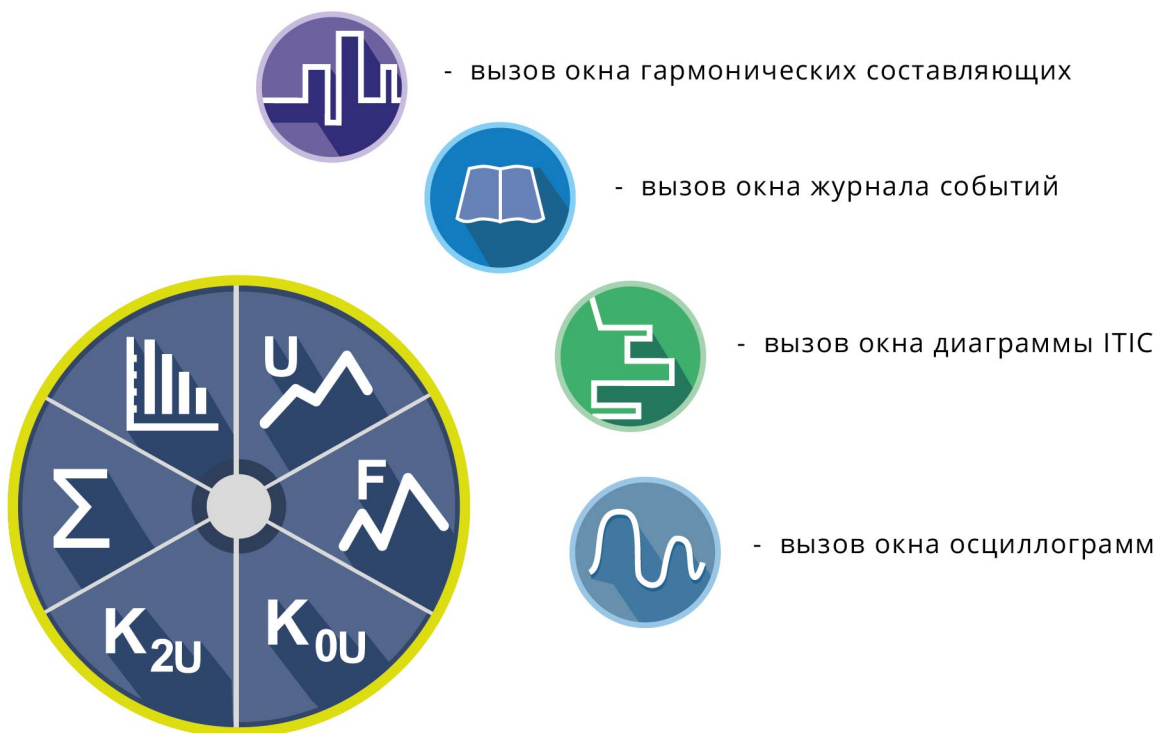 - вызов окна гармонических составляющих
- вызов окна журнала событий
- вызов окна диаграммы ITIC
- вызов окна осциллограмм
U
F
Σ
K2U
K0U